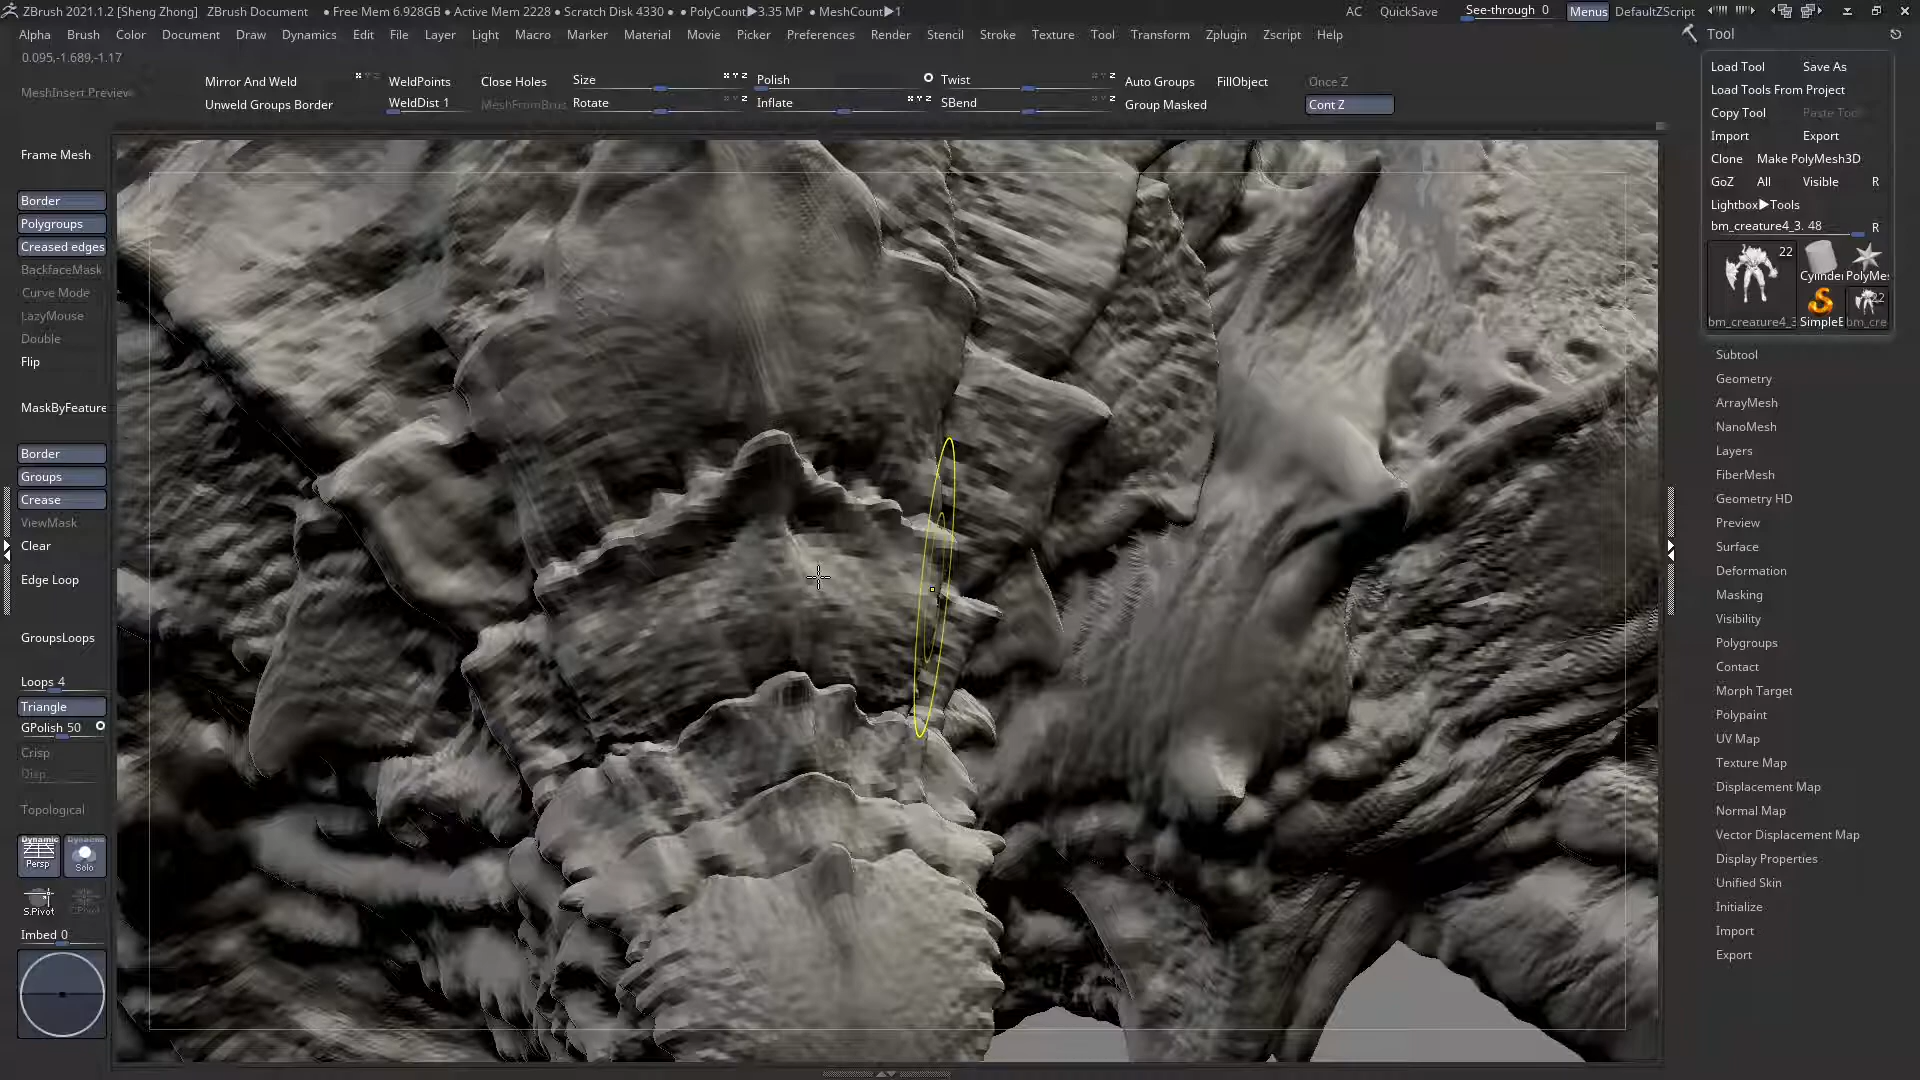 ZBrush 2021.1.2 [Sheng Zhong] ZBrush Document • Free Mem 6.928GB • Active Mem 2228 • Scratch Disk 4330 • • PolyCount▶3.35 MP • MeshCount▶1 AC QuickSave See-through 0 Menus DefaultZScript
Alpha Brush Color Document Draw Dynamics Edit File Layer Light Macro Marker Material Movie Picker Preferences Render Stencil Stroke Texture Tool Transform Zplugin Zscript Help
0.095,-1.689,-1.17
MeshInsert Preview
Mirror And Weld WeldPoints Close Holes Size Polish Twist Auto Groups FillObject Once Z
Unweld Groups Border WeldDist 1 MeshFromBrus Rotate Inflate SBend Group Masked Cont Z
Frame Mesh
Border
Polygroups
Creased edges
BackfaceMask
Curve Mode
LazyMouse
Double
Flip
MaskByFeature
Border
Groups
Crease
ViewMask
Clear
Edge Loop
GroupsLoops
Loops 4
Triangle
GPolish 50
Crisp
Disp
Topological
Dynamic
Persp
Dynamic
Solo
S.Pivot
Imbed 0
Tool
Load Tool Save As
Load Tools From Project
Copy Tool Paste Too
Import Export
Clone Make PolyMesh3D
GoZ All Visible R
Lightbox▶Tools
bm_creature4_3. 48 R
22
Cylinder PolyMes
22
bm_creature4_3 SimpleE bm_cre
Subtool
Geometry
ArrayMesh
NanoMesh
Layers
FiberMesh
Geometry HD
Preview
Surface
Deformation
Masking
Visibility
Polygroups
Contact
Morph Target
Polypaint
UV Map
Texture Map
Displacement Map
Normal Map
Vector Displacement Map
Display Properties
Unified Skin
Initialize
Import
Export